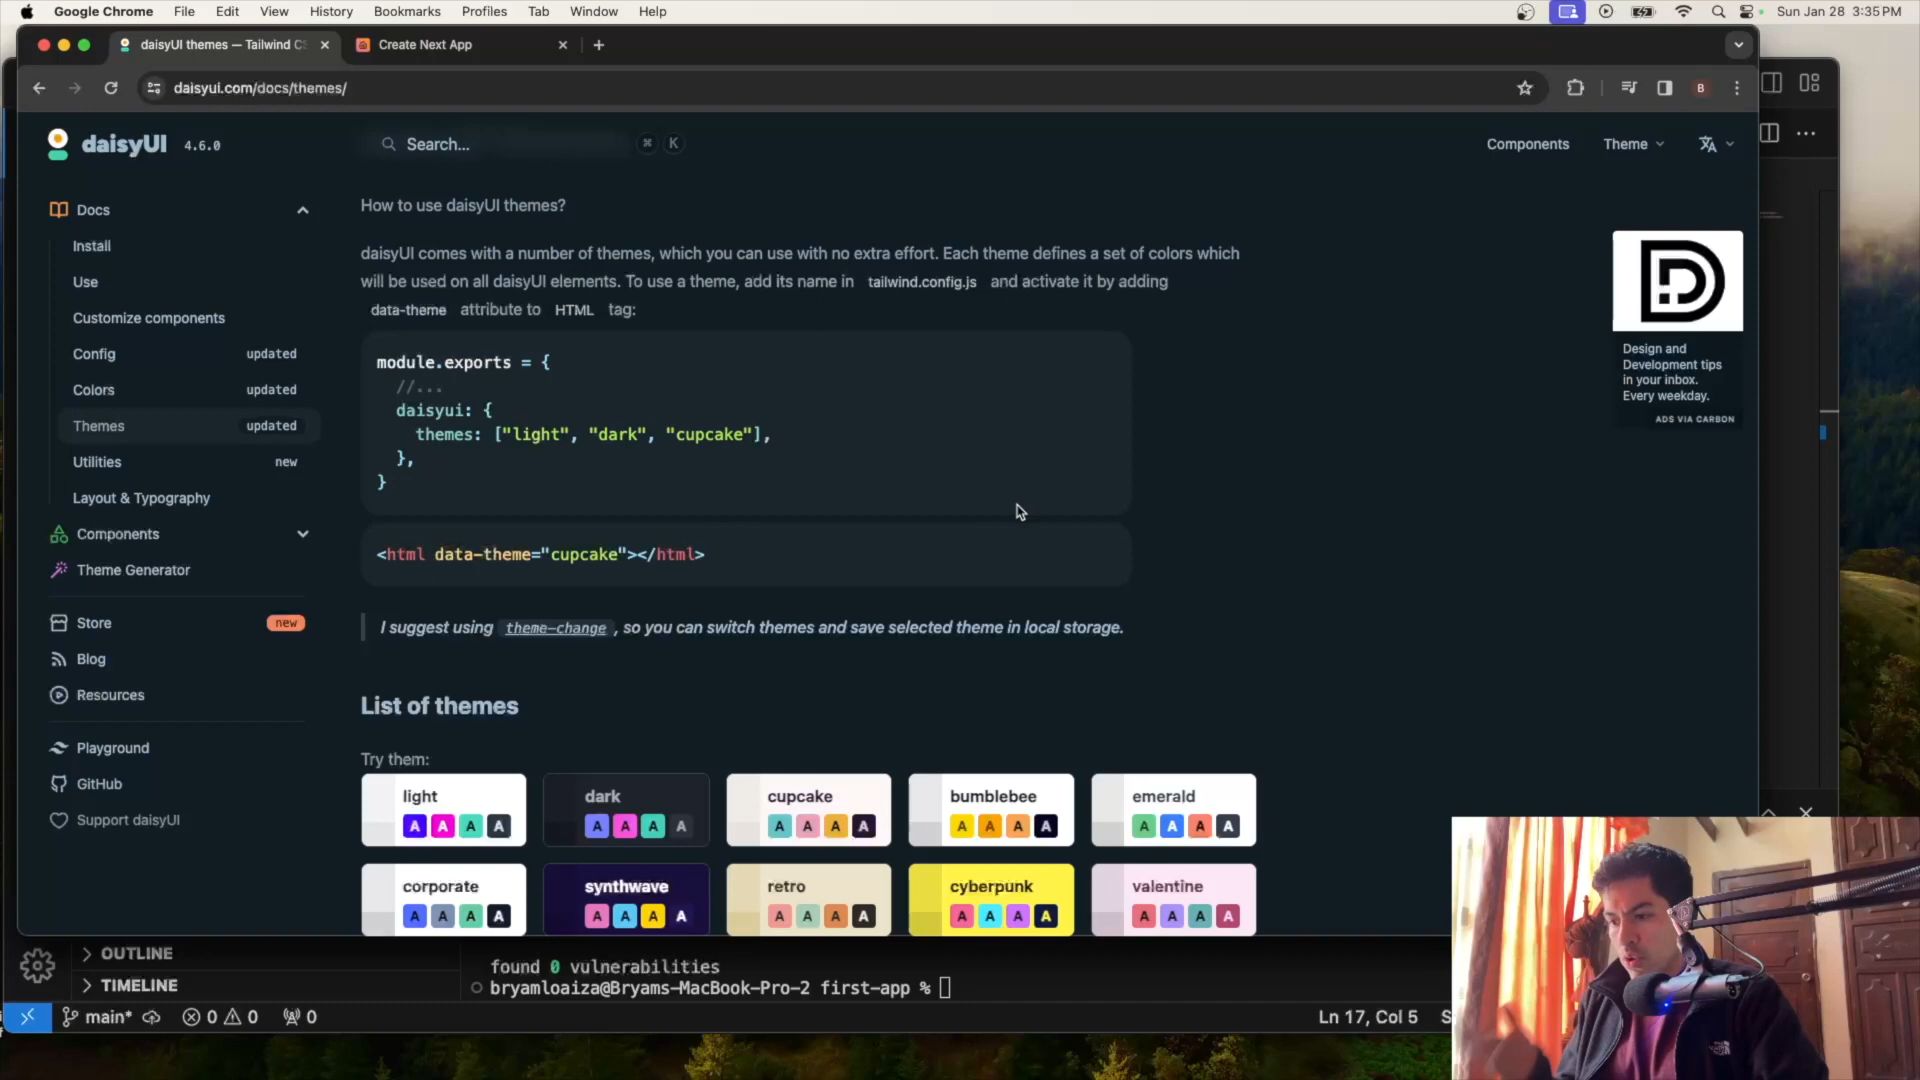 Google Chrome File Edit View History Bookmarks Profiles Tab Window Help Sun Jan 28 3:35 PM
daisyUI themes — Tailwind C Create Next App
daisyui.com/docs/themes/ B
daisyUI 4.6.0 Search... ⌘ K Components Theme
Docs
Install
Use
Customize components
Config updated
Colors updated
Themes updated
Utilities new
Layout & Typography
Components
Theme Generator
Store new
Blog
Resources
Playground
GitHub
Support daisyUI
How to use daisyUI themes?
daisyUI comes with a number of themes, which you can use with no extra effort. Each theme defines a set of colors which
will be used on all daisyUI elements. To use a theme, add its name in tailwind.config.js and activate it by adding
data-theme attribute to HTML tag:
module.exports = {
//...
daisyui: {
themes: ["light", "dark", "cupcake"],
},
}
<html data-theme="cupcake"></html>
I suggest using theme-change, so you can switch themes and save selected theme in local storage.
List of themes
Try them:
light dark cupcake bumblebee emerald
A A A A A A A A A A A A A A A A A A A A
corporate synthwave retro cyberpunk valentine
A A A A A A A A A A A A A A A A A A A A
Design and
Development tips
in your inbox.
Every weekday.
ADS VIA CARBON
OUTLINE
TIMELINE
found 0 vulnerabilities
bryamloaiza@Bryams-MacBook-Pro-2 first-app %
main* 0 0 0 Ln 17, Col 5